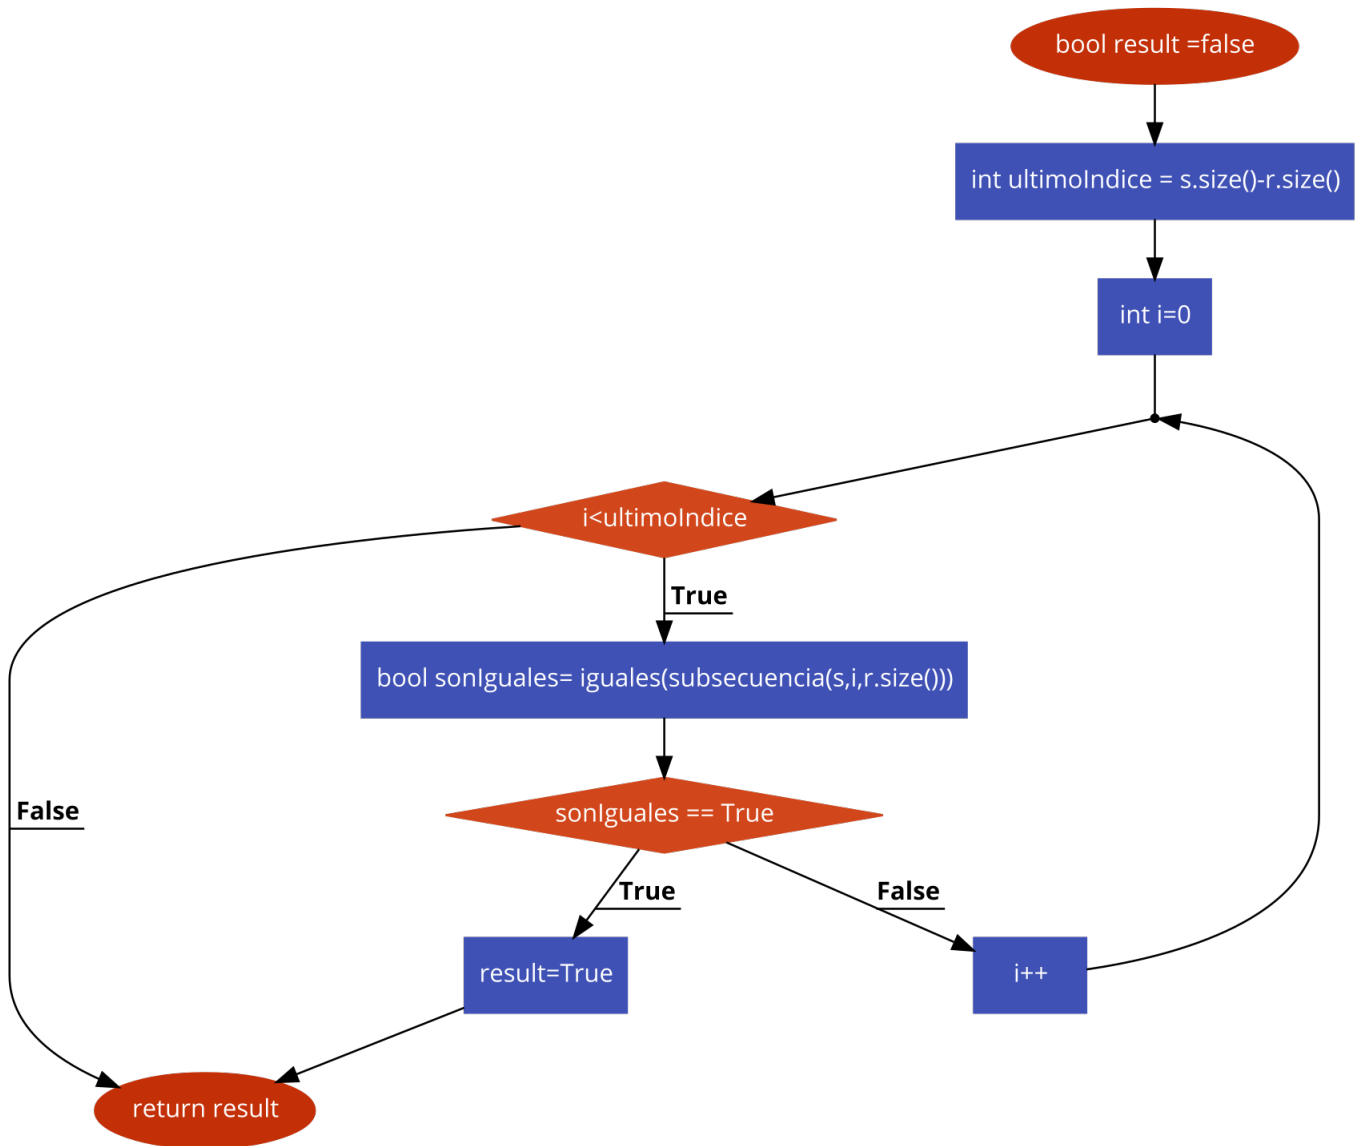 bool result =false
int ultimoIndice = s.size()-r.size()
int i=0
i<ultimoIndice
True
bool sonIguales= iguales(subsecuencia(s,i,r.size()))
False
sonIguales == True
True
False
result=True
i++
return result